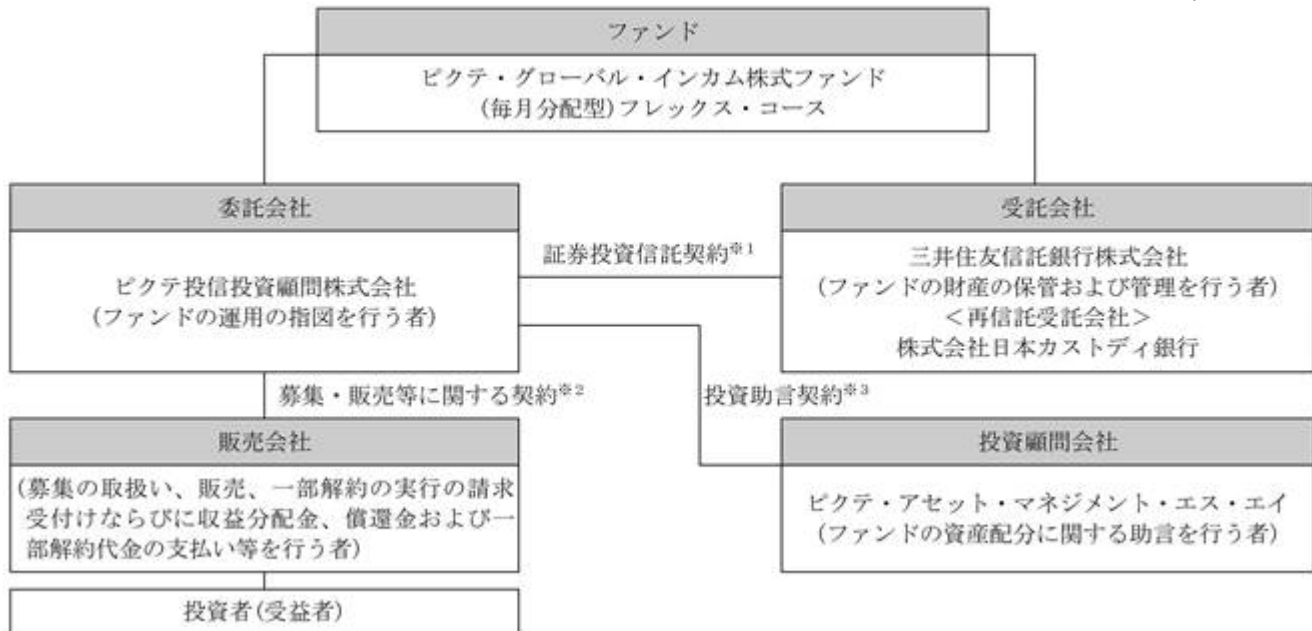 ファンド
ピクテ・グローバル・インカム株式ファンド
(毎月分配型)フレックス・コース
委託会社
ピクテ投信投資顧問株式会社
(ファンドの運用の指図を行う者)
証券投資信託契約※1
受託会社
三井住友信託銀行株式会社
(ファンドの財産の保管および管理を行う者)
＜再信託受託会社＞
株式会社日本カストディ銀行
募集・販売等に関する契約※2
投資助言契約※3
販売会社
(募集の取扱い、販売、一部解約の実行の請求
受付けならびに収益分配金、償還金および一
部解約代金の支払い等を行う者)
投資顧問会社
ピクテ・アセット・マネジメント・エス・エイ
(ファンドの資産配分に関する助言を行う者)
投資者(受益者)